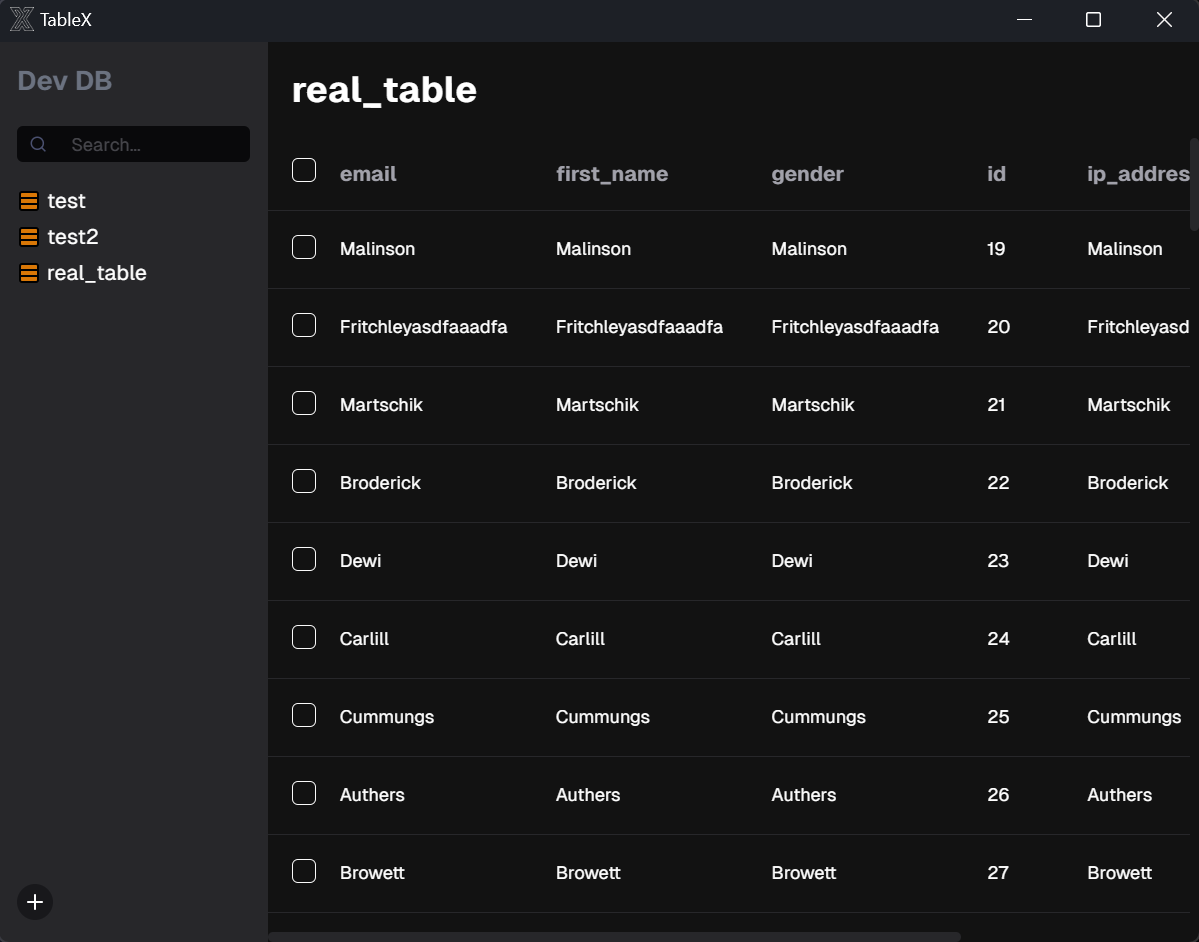 TableX
Dev DB
Search...
test
test2
real_table
real_table
email first_name gender id ip_addres
Malinson Malinson Malinson 19 Malinson
Fritchleyasdfaaadfa Fritchleyasdfaaadfa Fritchleyasdfaaadfa 20 Fritchleyasd
Martschik Martschik Martschik 21 Martschik
Broderick Broderick Broderick 22 Broderick
Dewi Dewi Dewi 23 Dewi
Carlill Carlill Carlill 24 Carlill
Cummungs Cummungs Cummungs 25 Cummungs
Authers Authers Authers 26 Authers
Browett Browett Browett 27 Browett